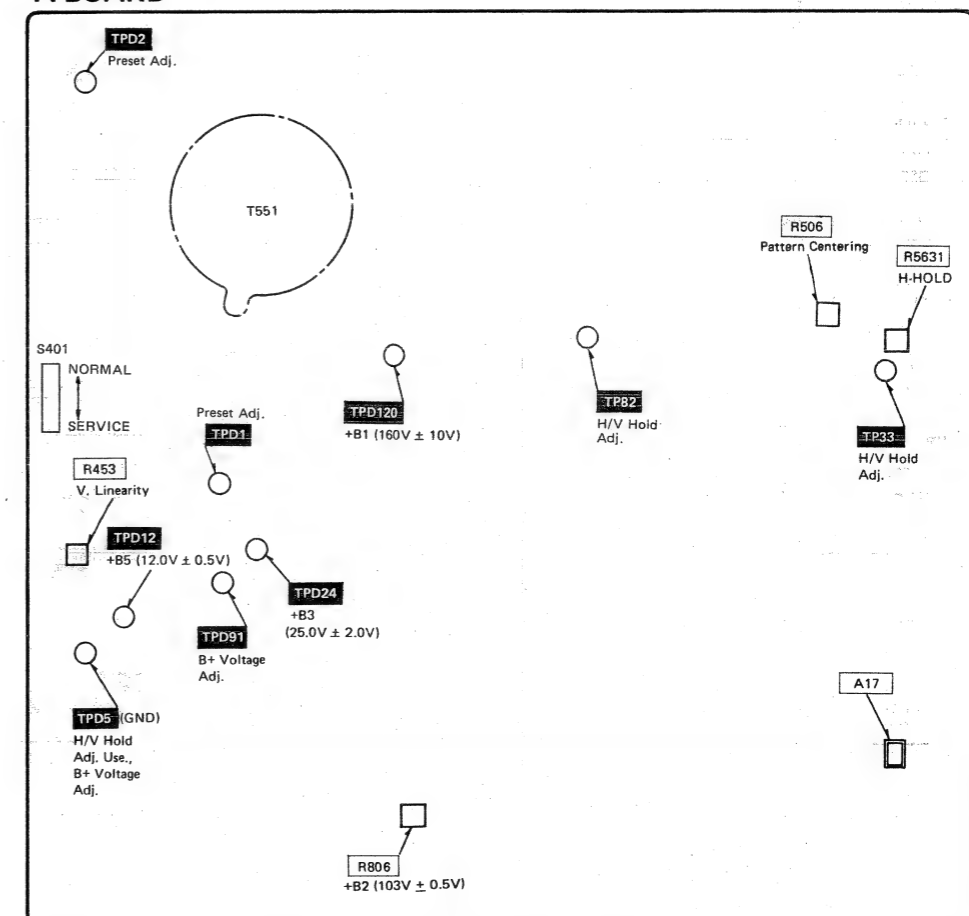 A BOARD
TPD2
Preset Adj.
T551
R506
Pattern Centering
R5631
H-HOLD
S401
NORMAL
SERVICE
Preset Adj.
TPD1
TPD120
+B1 (160V ± 10V)
TP82
H/V Hold
Adj.
TP33
H/V Hold
Adj.
R453
V. Linearity
TPD12
+B5 (12.0V ± 0.5V)
TPD24
+B3
(25.0V ± 2.0V)
TPD91
B+ Voltage
Adj.
TPD5 (GND)
H/V Hold
Adj. Use.,
B+ Voltage
Adj.
A17
R806
+B2 (103V ± 0.5V)